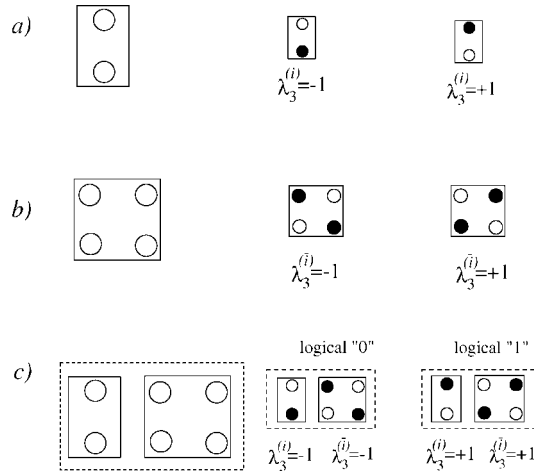 a)
λ₃⁽ⁱ⁾=-1 λ₃⁽ⁱ⁾=+1
b)
λ₃⁽ĩ⁾=-1 λ₃⁽ĩ⁾=+1
logical "0" logical "1"
c)
λ₃⁽ⁱ⁾=-1 λ₃⁽ĩ⁾=-1 λ₃⁽ⁱ⁾=+1 λ₃⁽ĩ⁾=+1